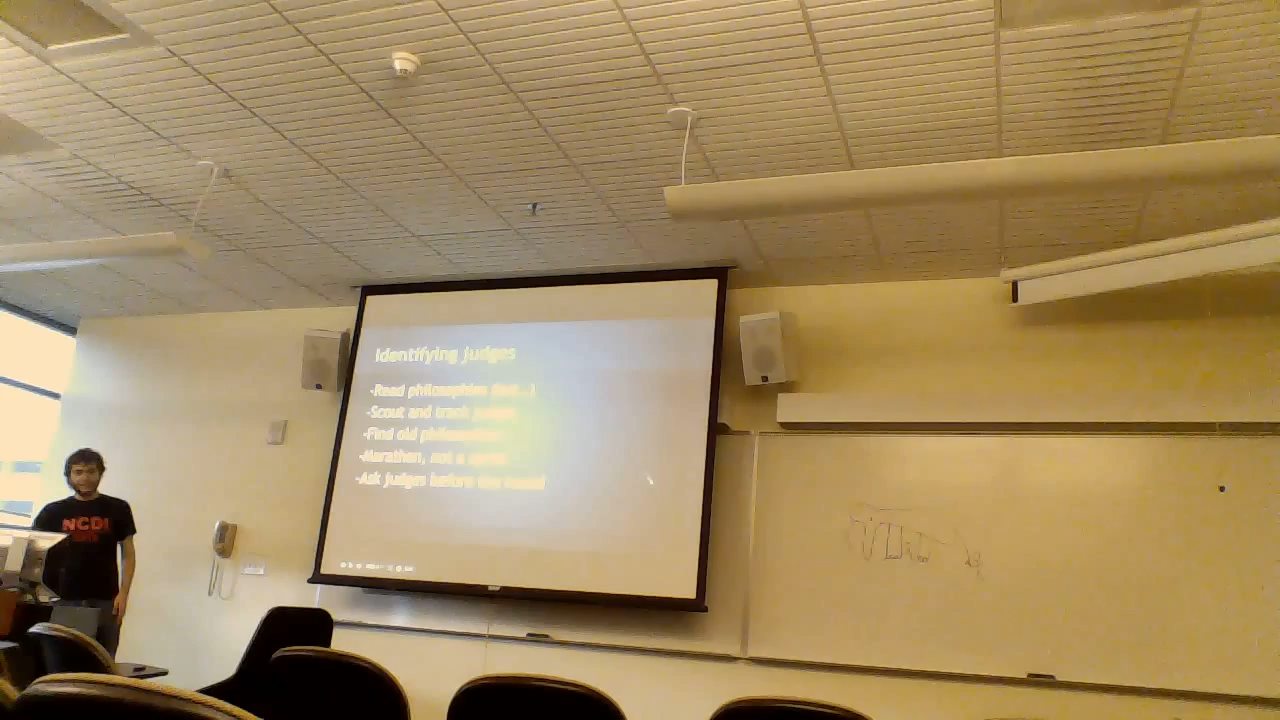 Identifying Judges
-Read philosophies
-Scout and track judges
-Find old philosophies
-Marathon, not a sprint
-Ask judges before the round
NCDI